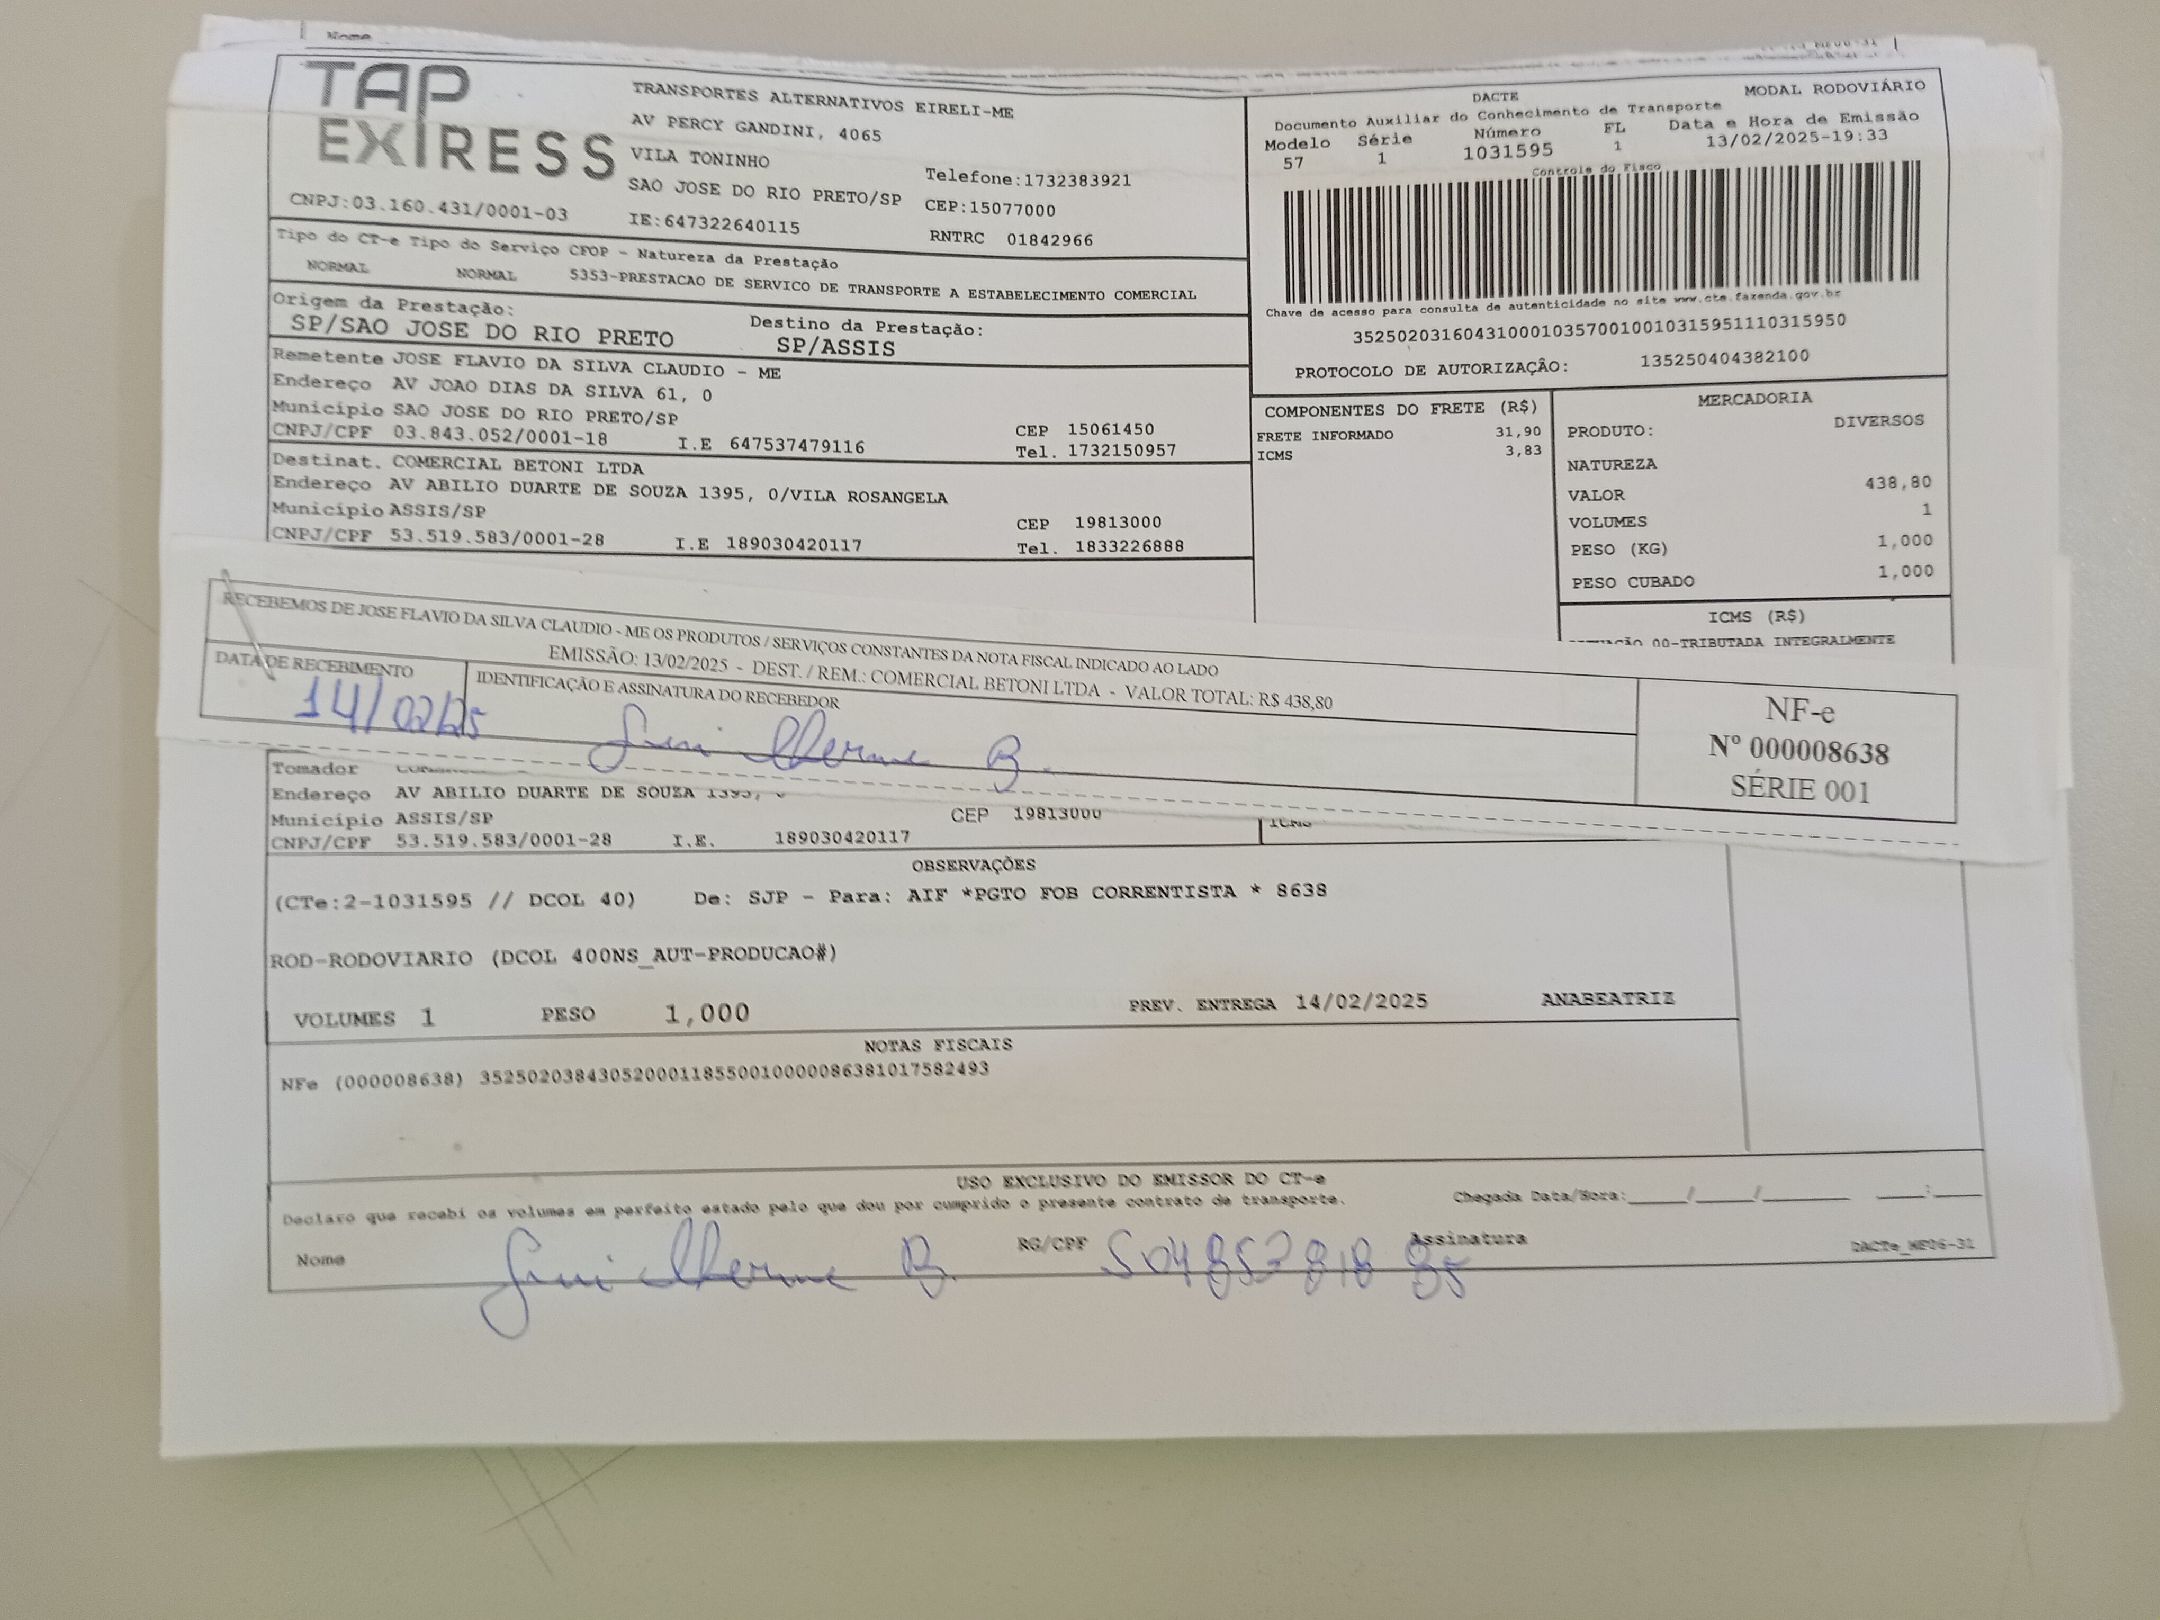 Nome
TAP
EXIRESS
TRANSPORTES ALTERNATIVOS EIRELI-ME
AV PERCY GANDINI, 4065
VILA TONINHO
SAO JOSE DO RIO PRETO/SP
IE:647322640115
Telefone:1732383921
CEP:15077000
RNTRC 01842966
CNPJ:03.160.431/0001-03
DACTE
MODAL RODOVIÁRIO
Documento Auxiliar do Conhecimento de Transporte
Modelo Série Número FL Data e Hora de Emissão
57 1 1031595 1 13/02/2025-19:33
Controle do Fisco
Chave de acesso para consulta de autenticidade no site www.cte.fazenda.gov.br
35250203160431000103570010010315951110315950
PROTOCOLO DE AUTORIZAÇÂO: 135250404382100
Tipo do CT-e Tipo do Serviço CFOP - Natureza da Prestação
NORMAL NORMAL 5353-PRESTACAO DE SERVICO DE TRANSPORTE A ESTABELECIMENTO COMERCIAL
Origem da Prestação:
SP/SAO JOSE DO RIO PRETO
Destino da Prestação:
SP/ASSIS
Remetente JOSE FLAVIO DA SILVA CLAUDIO - ME
Endereço AV JOAO DIAS DA SILVA 61, 0
Município SAO JOSE DO RIO PRETO/SP
CEP 15061450
CNPJ/CPF 03.843.052/0001-18 I.E 647537479116 Tel. 1732150957
Destinat. COMERCIAL BETONI LTDA
Endereço AV ABILIO DUARTE DE SOUZA 1395, 0/VILA ROSANGELA
Município ASSIS/SP
CEP 19813000
CNPJ/CPF 53.519.583/0001-28 I.E 189030420117 Tel. 1833226888
COMPONENTES DO FRETE (R$)
FRETE INFORMADO 31,90
ICMS 3,83
MERCADORIA
PRODUTO: DIVERSOS
NATUREZA
VALOR 438,80
VOLUMES 1
PESO (KG) 1,000
PESO CUBADO 1,000
ICMS (R$)
00-TRIBUTADA INTEGRALMENTE
RECEBEMOS DE JOSE FLAVIO DA SILVA CLAUDIO - ME OS PRODUTOS / SERVIÇOS CONSTANTES DA NOTA FISCAL INDICADO AO LADO
EMISSÃO: 13/02/2025 - DEST. / REM.: COMERCIAL BETONI LTDA - VALOR TOTAL: R$ 438,80
DATA DE RECEBIMENTO
14/02/25
IDENTIFICAÇÃO E ASSINATURA DO RECEBEDOR
Guilherme B.
NF-e
Nº 000008638
SÉRIE 001
Tomador
Endereço AV ABILIO DUARTE DE SOUZA 1395,
Município ASSIS/SP
CEP 19813000
CNPJ/CPF 53.519.583/0001-28 I.E. 189030420117
ICMS
OBSERVAÇÕES
(CTe:2-1031595 // DCOL 40) De: SJP - Para: AIF *PGTO FOB CORRENTISTA * 8638
ROD-RODOVIARIO (DCOL 400NS_AUT-PRODUCAO#)
VOLUMES 1 PESO 1,000 PREV. ENTREGA 14/02/2025 ANABEATRIZ
NOTAS FISCAIS
NFe (000008638) 35250203843052000118550010000086381017582493
USO EXCLUSIVO DO EMISSOR DO CT-e
Declaro que recebi os volumes em perfeito estado pelo que dou por cumprido o presente contrato de transporte.
Chegada Data/Hora:____/____/______ ___:___
Nome Guilherme B. RG/CPF Assinatura
DACTe_MF06-31